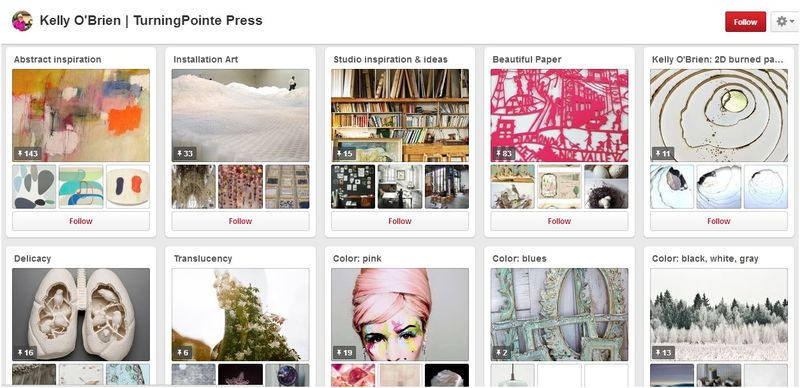 Kelly O'Brien | TurningPointe Press
Follow
Abstract inspiration
Installation Art
Studio inspiration & ideas
Beautiful Paper
Kelly O'Brien: 2D burned pa...
143
33
15
83
11
Follow
Follow
Follow
Follow
Follow
Delicacy
Translucency
Color: pink
Color: blues
Color: black, white, gray
16
6
19
2
13